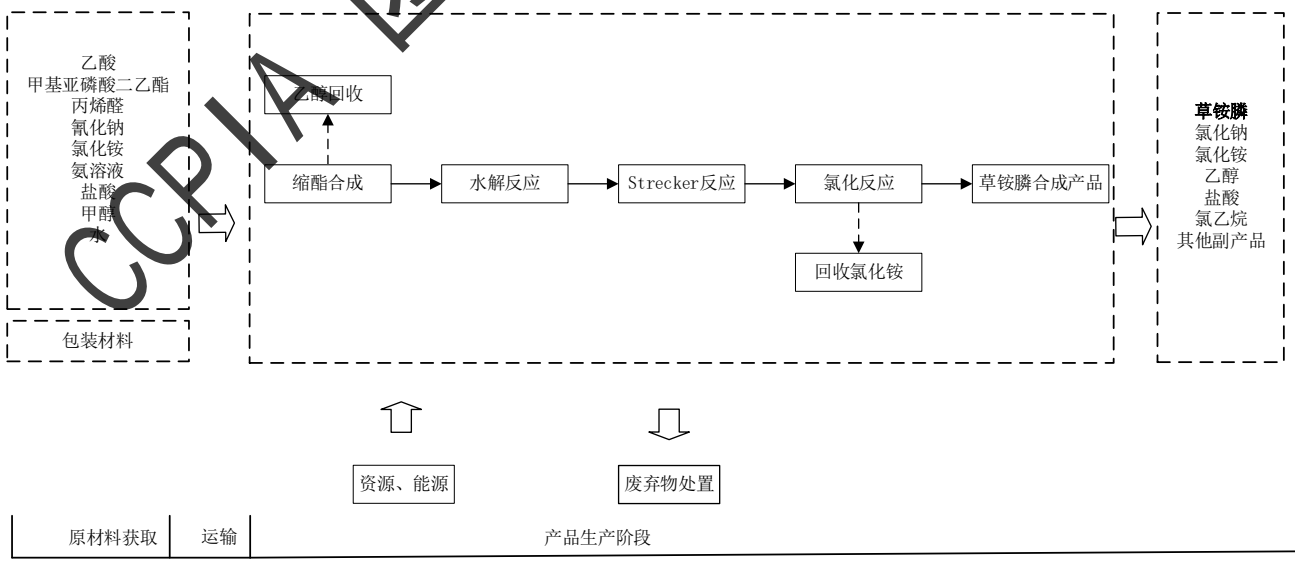 CCPIA
乙酸
甲基亚磷酸二乙酯
丙烯醛
氰化钠
氯化铵
氨溶液
盐酸
甲醇
水
包装材料
乙醇回收
缩酯合成
水解反应
Strecker反应
氯化反应
草铵膦合成产品
回收氯化铵
草铵膦
氯化钠
氯化铵
乙醇
盐酸
氯乙烷
其他副产品
资源、能源
废弃物处置
原材料获取
运输
产品生产阶段